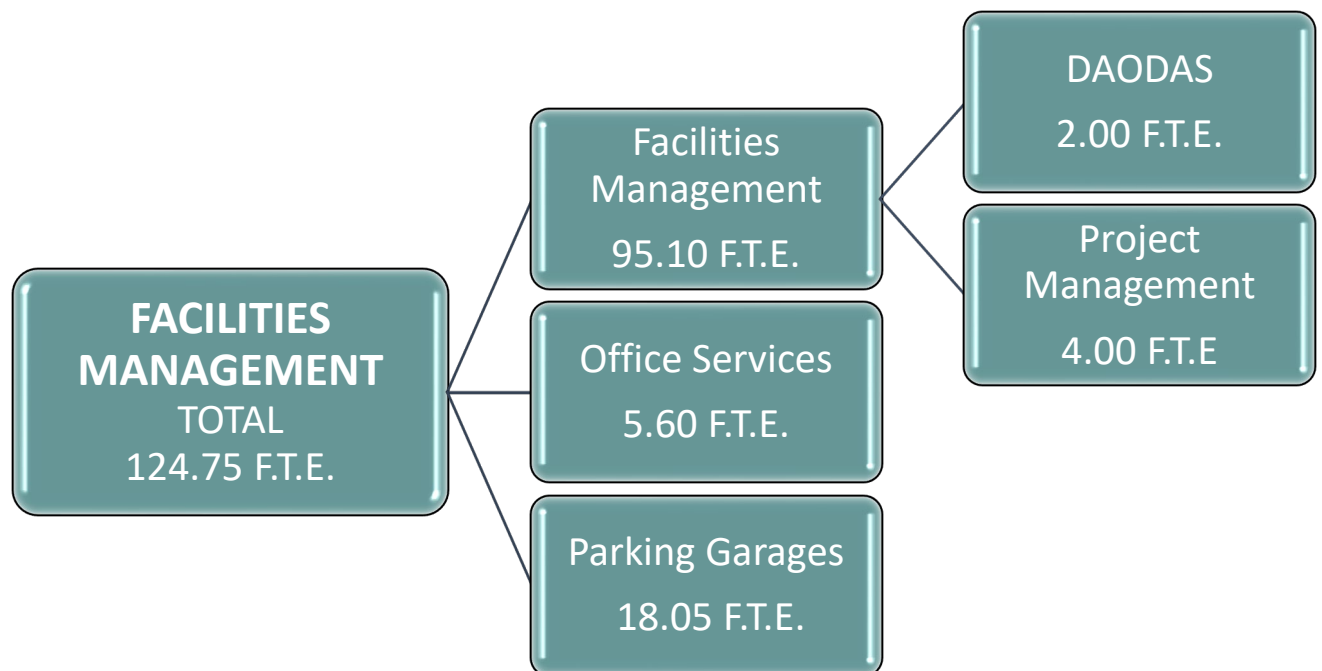 FACILITIES
MANAGEMENT
TOTAL
124.75 F.T.E.
Facilities
Management
95.10 F.T.E.
Office Services
5.60 F.T.E.
Parking Garages
18.05 F.T.E.
DAODAS
2.00 F.T.E.
Project
Management
4.00 F.T.E